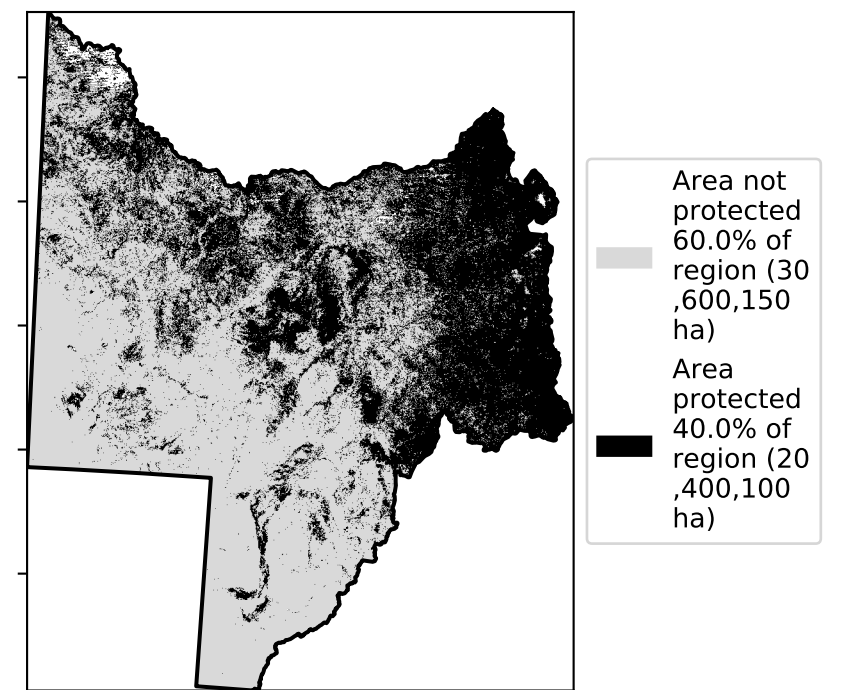 Area not
protected
60.0% of
region (30
,600,150
ha)
Area
protected
40.0% of
region (20
,400,100
ha)